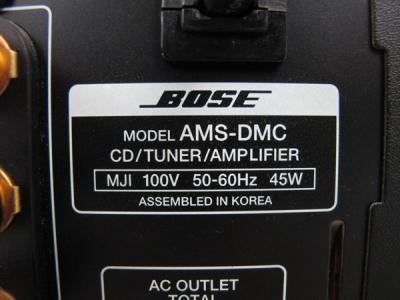 BOSE
MODEL AMS-DMC
CD/TUNER/AMPLIFIER
MJI 100V 50-60Hz 45W
ASSEMBLED IN KOREA
AC OUTLET
TOTAL